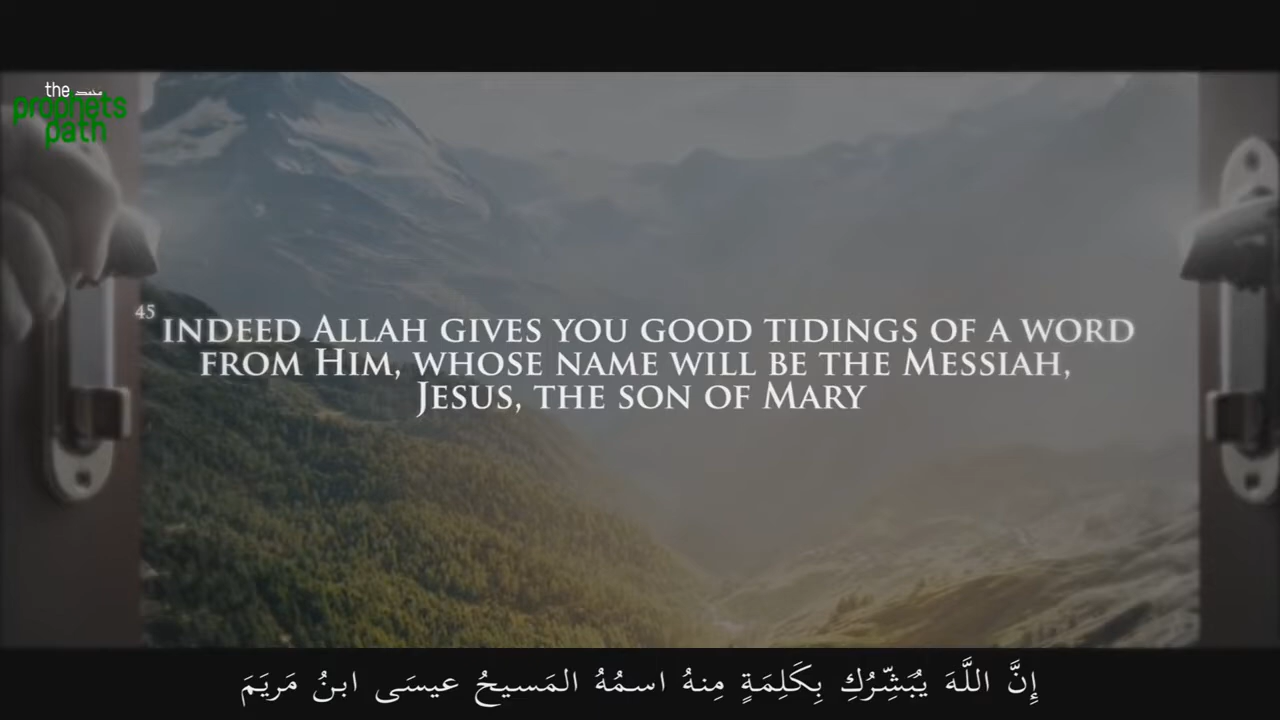 the
prophets
path
45 INDEED ALLAH GIVES YOU GOOD TIDINGS OF A WORD
FROM HIM, WHOSE NAME WILL BE THE MESSIAH,
JESUS, THE SON OF MARY
إِنَّ اللَّهَ يُبَشِّرُكِ بِكَلِمَةٍ مِنهُ اسمُهُ المَسيحُ عيسَى ابنُ مَريَمَ